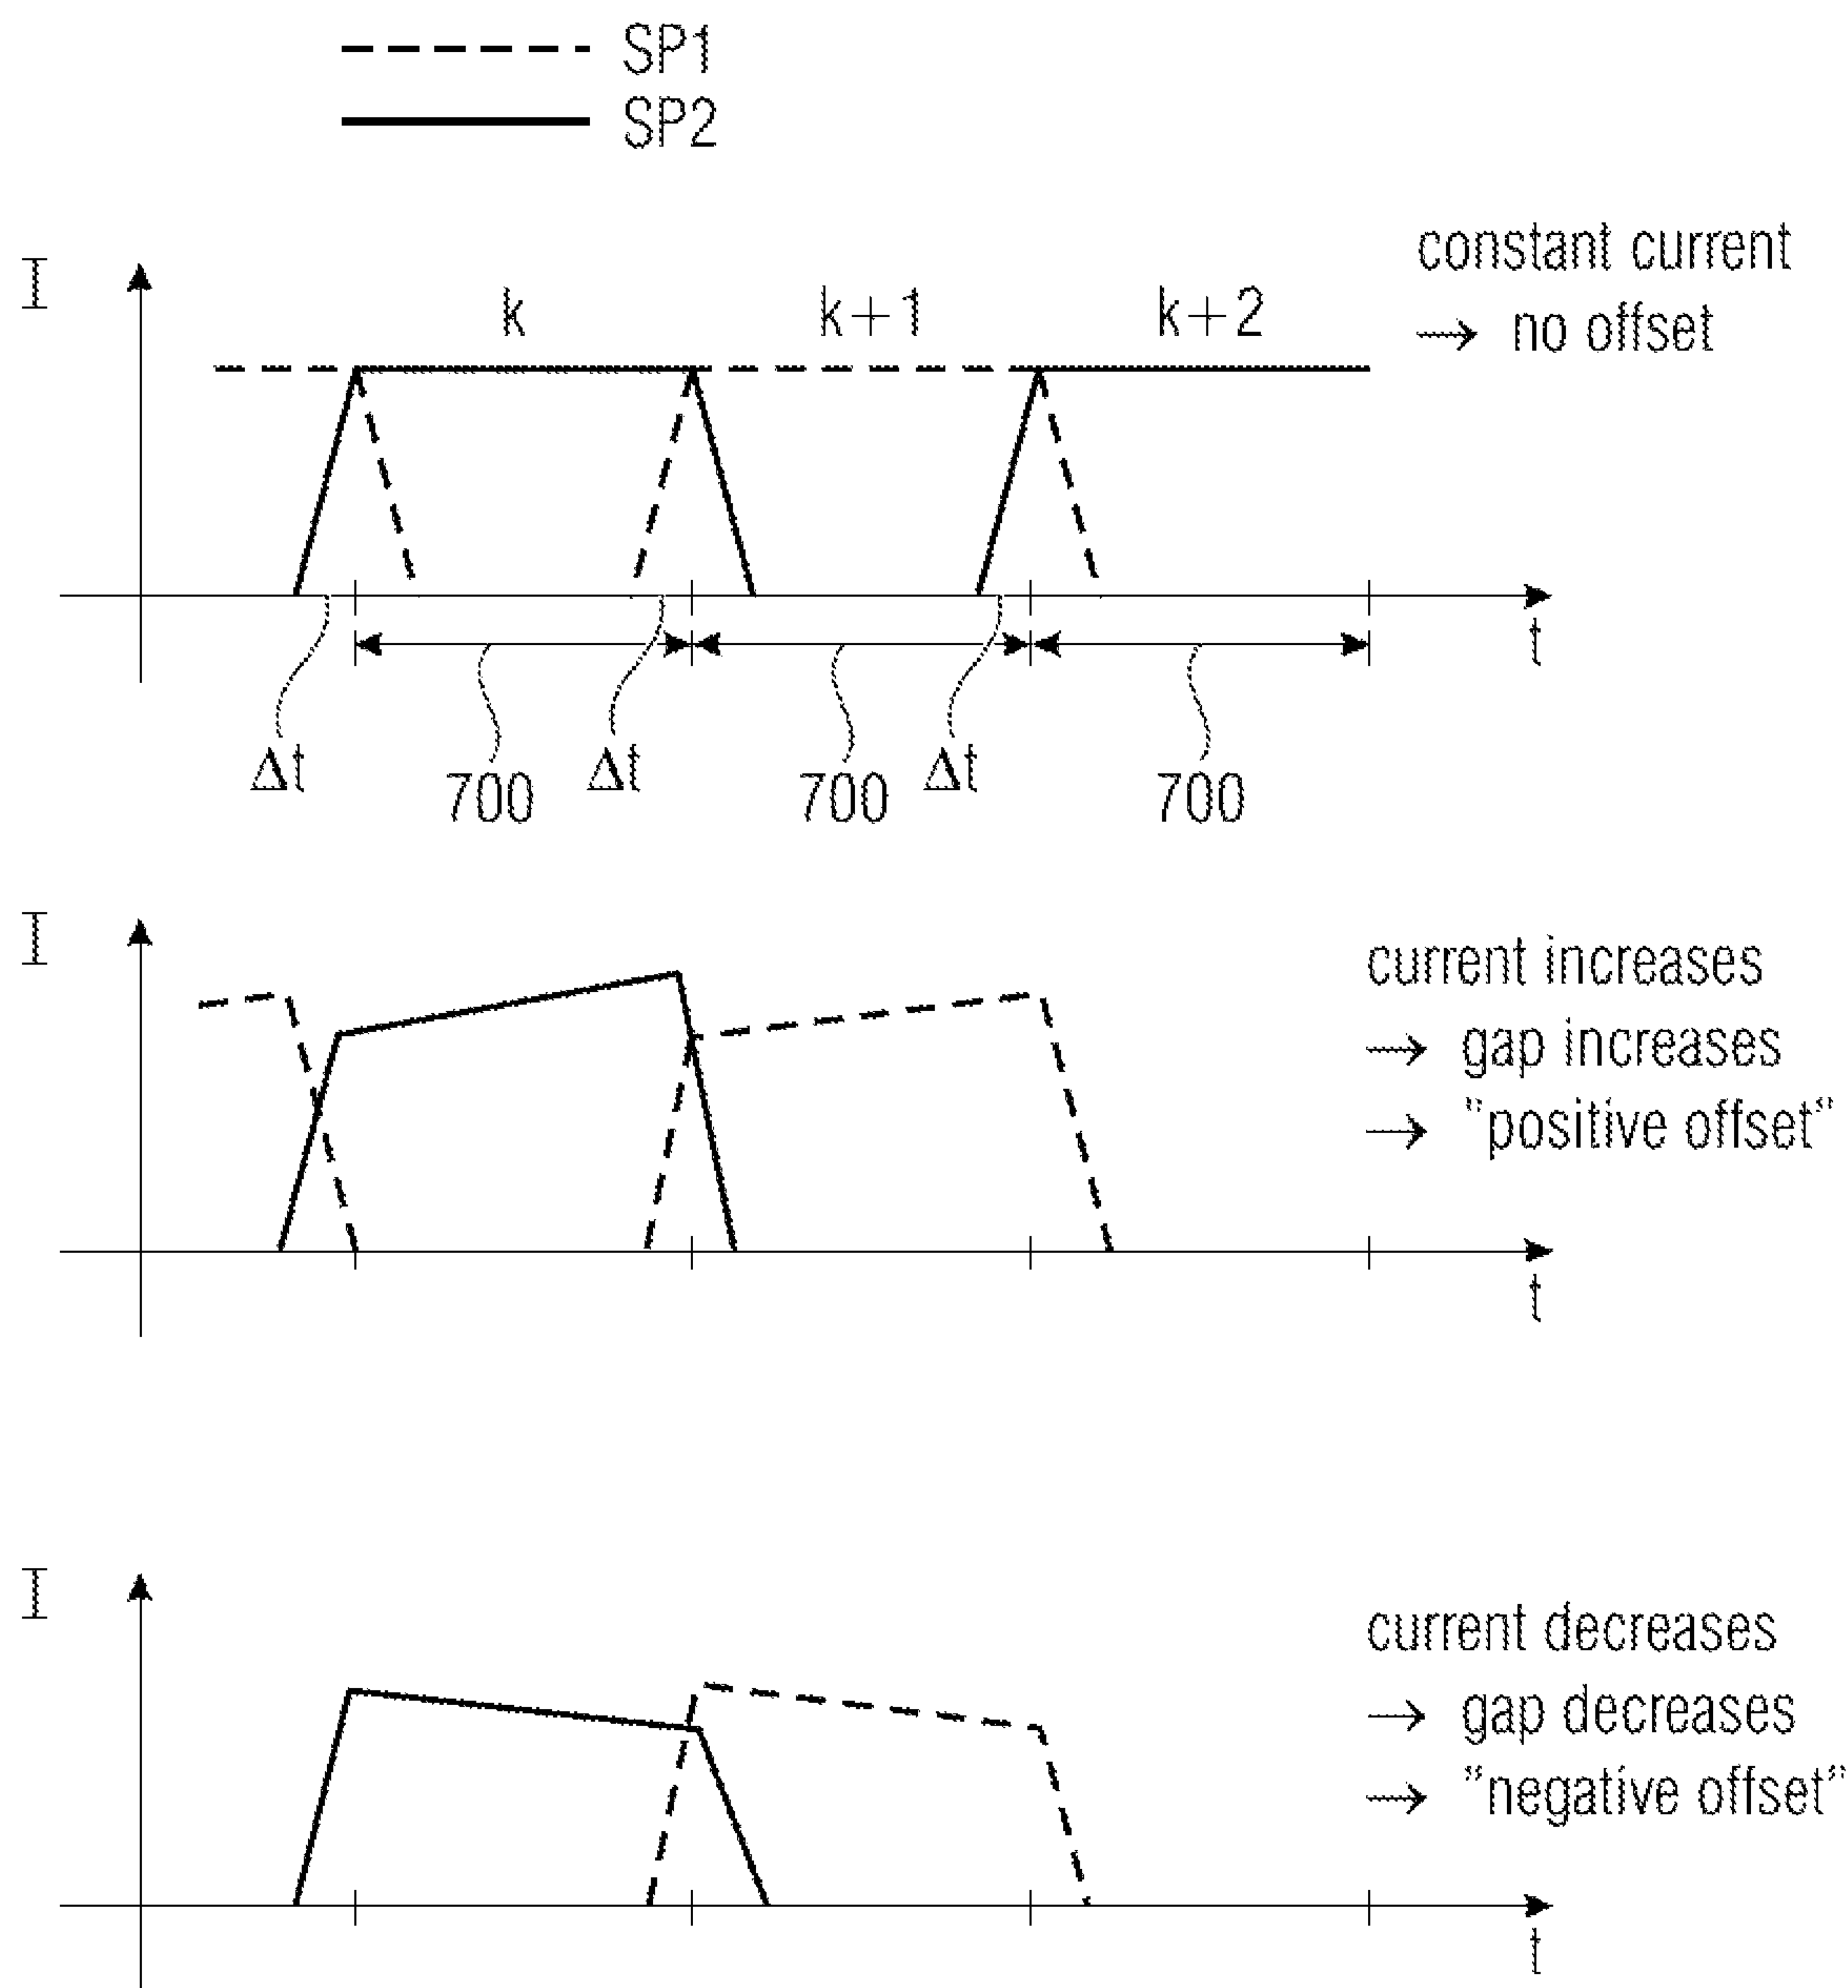 SP1
SP2
I
constant current
→ no offset
k k+1 k+2
t
Δt 700 Δt 700 Δt 700
I
current increases
→ gap increases
→ "positive offset"
t
I
current decreases
→ gap decreases
→ "negative offset"
t